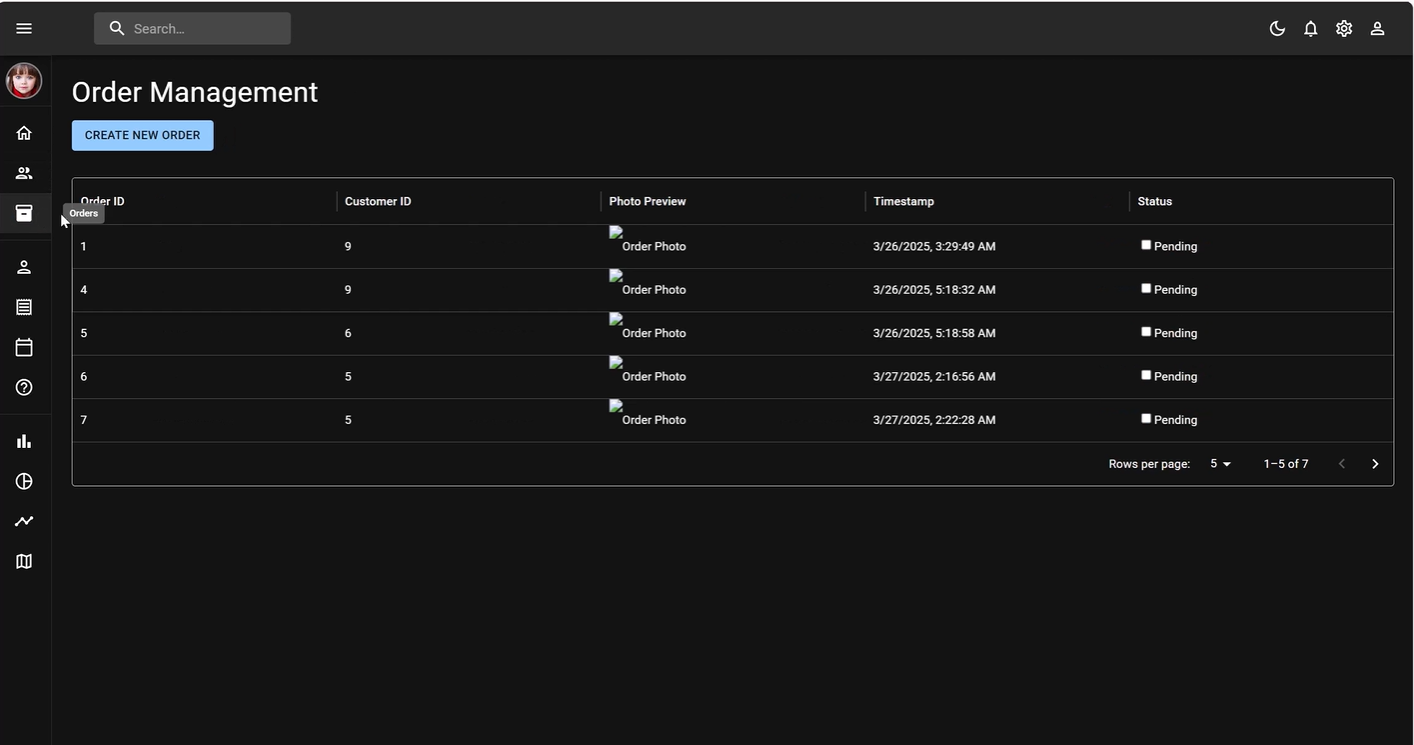 Search…
Order Management
CREATE NEW ORDER
Order ID Customer ID Photo Preview Timestamp Status
Orders
1 9 Order Photo 3/26/2025, 3:29:49 AM Pending
4 9 Order Photo 3/26/2025, 5:18:32 AM Pending
5 6 Order Photo 3/26/2025, 5:18:58 AM Pending
6 5 Order Photo 3/27/2025, 2:16:56 AM Pending
7 5 Order Photo 3/27/2025, 2:22:28 AM Pending
Rows per page: 5 1–5 of 7